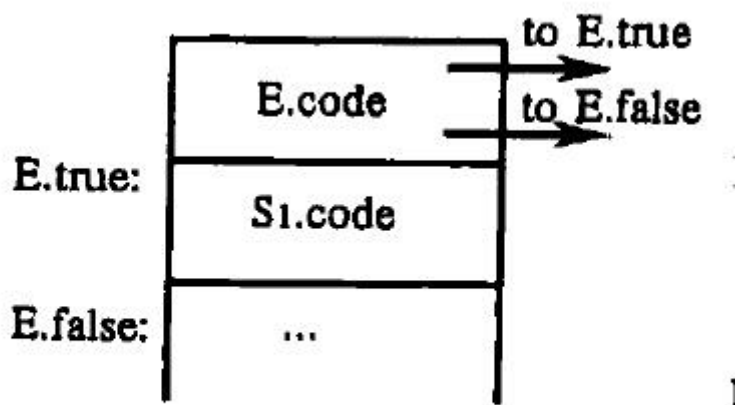 to E.true
E.code
to E.false
E.true:
S1.code
E.false:
...